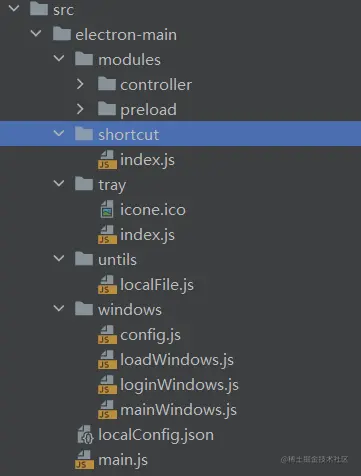 src
electron-main
modules
controller
preload
shortcut
index.js
tray
icone.ico
index.js
untils
localFile.js
windows
config.js
loadWindows.js
loginWindows.js
mainWindows.js
localConfig.json
main.js
@稀土掘金技术社区